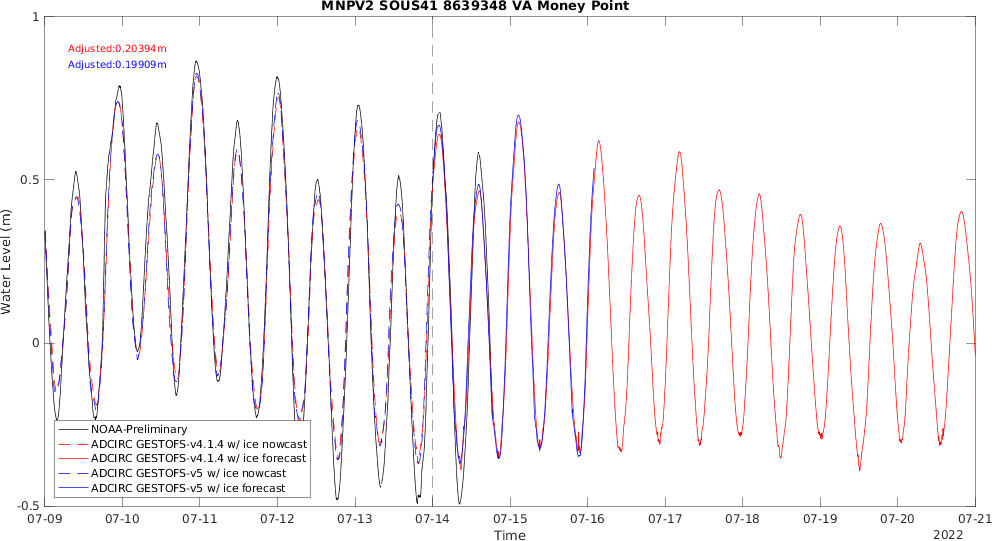 MNPV2 SOUS41 8639348 VA Money Point
1
Adjusted:0.20394m
Adjusted:0.19909m
0.5
Water Level (m)
0
NOAA-Preliminary
ADCIRC GESTOFS-v4.1.4 w/ ice nowcast
ADCIRC GESTOFS-v4.1.4 w/ ice forecast
ADCIRC GESTOFS-v5 w/ ice nowcast
ADCIRC GESTOFS-v5 w/ ice forecast
-0.5
07-09 07-10 07-11 07-12 07-13 07-14 07-15 07-16 07-17 07-18 07-19 07-20 07-21
Time
2022